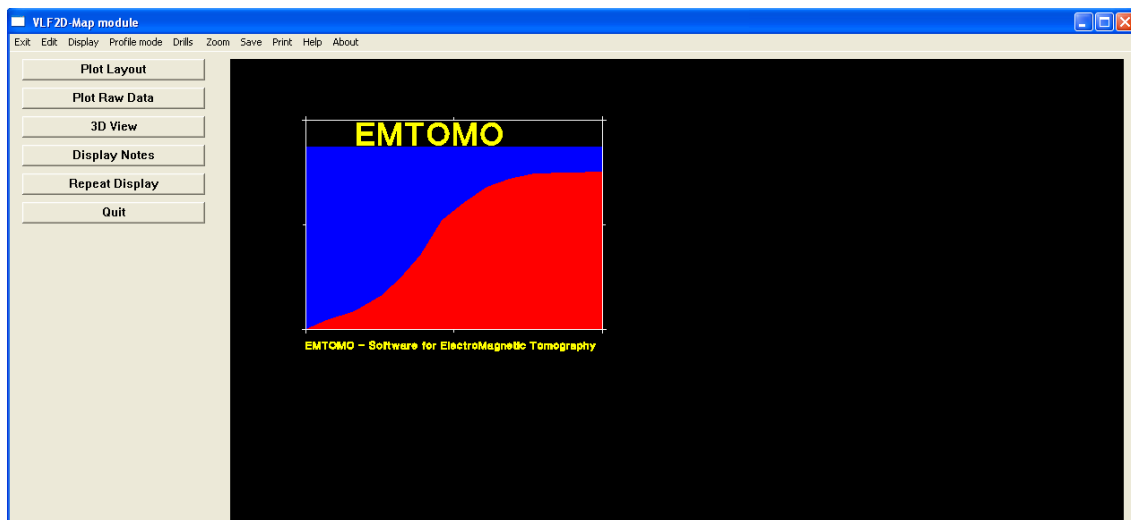 VLF2D-Map module
Exit Edit Display Profile mode Drills Zoom Save Print Help About
Plot Layout
Plot Raw Data
3D View
Display Notes
Repeat Display
Quit
EMTOMO
EMTOMO - Software for ElectroMagnetic Tomography